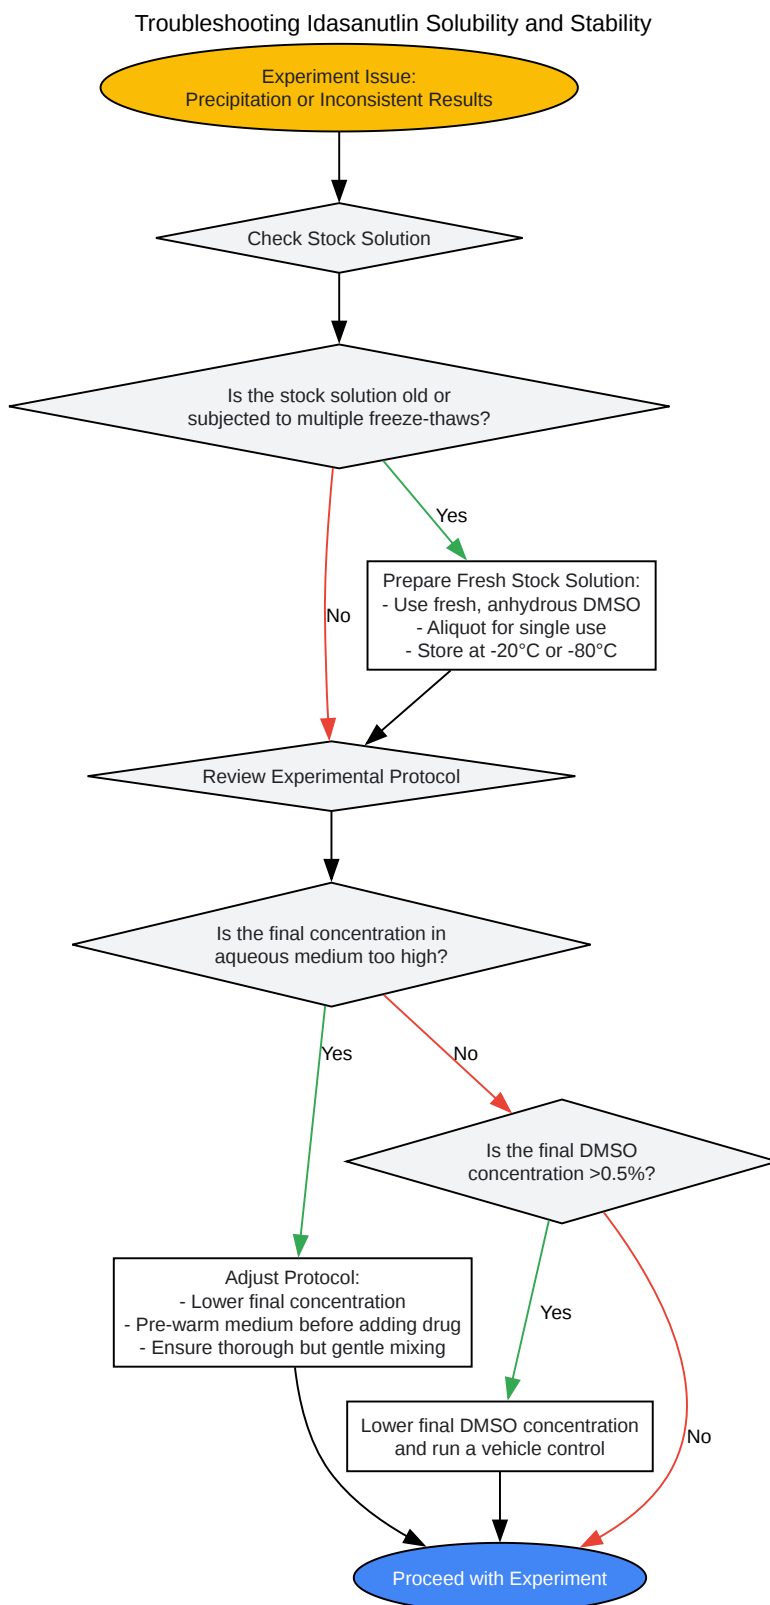 Troubleshooting Idasanutlin Solubility and Stability
Experiment Issue:
Precipitation or Inconsistent Results
Check Stock Solution
Is the stock solution old or
subjected to multiple freeze-thaws?
Yes
No
Prepare Fresh Stock Solution:
- Use fresh, anhydrous DMSO
- Aliquot for single use
- Store at -20°C or -80°C
Review Experimental Protocol
Is the final concentration in
aqueous medium too high?
Yes
No
Is the final DMSO
concentration >0.5%?
Adjust Protocol:
- Lower final concentration
- Pre-warm medium before adding drug
- Ensure thorough but gentle mixing
Yes
No
Lower final DMSO concentration
and run a vehicle control
Proceed with Experiment